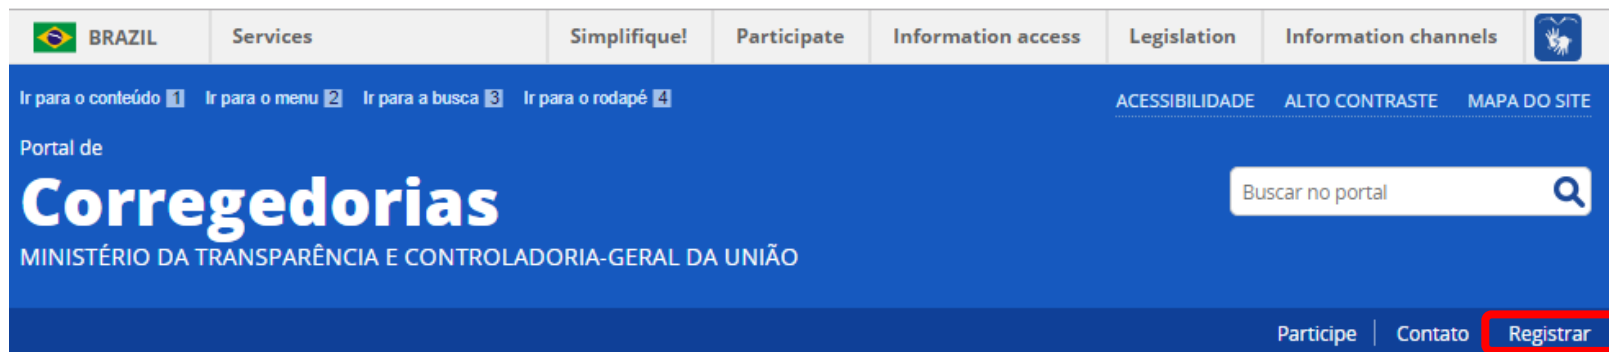 BRAZIL Services Simplifique! Participate Information access Legislation Information channels
Ir para o conteúdo 1 Ir para o menu 2 Ir para a busca 3 Ir para o rodapé 4 ACESSIBILIDADE ALTO CONTRASTE MAPA DO SITE
Portal de
Corregedorias
Buscar no portal
MINISTÉRIO DA TRANSPARÊNCIA E CONTROLADORIA-GERAL DA UNIÃO
Participe Contato Registrar